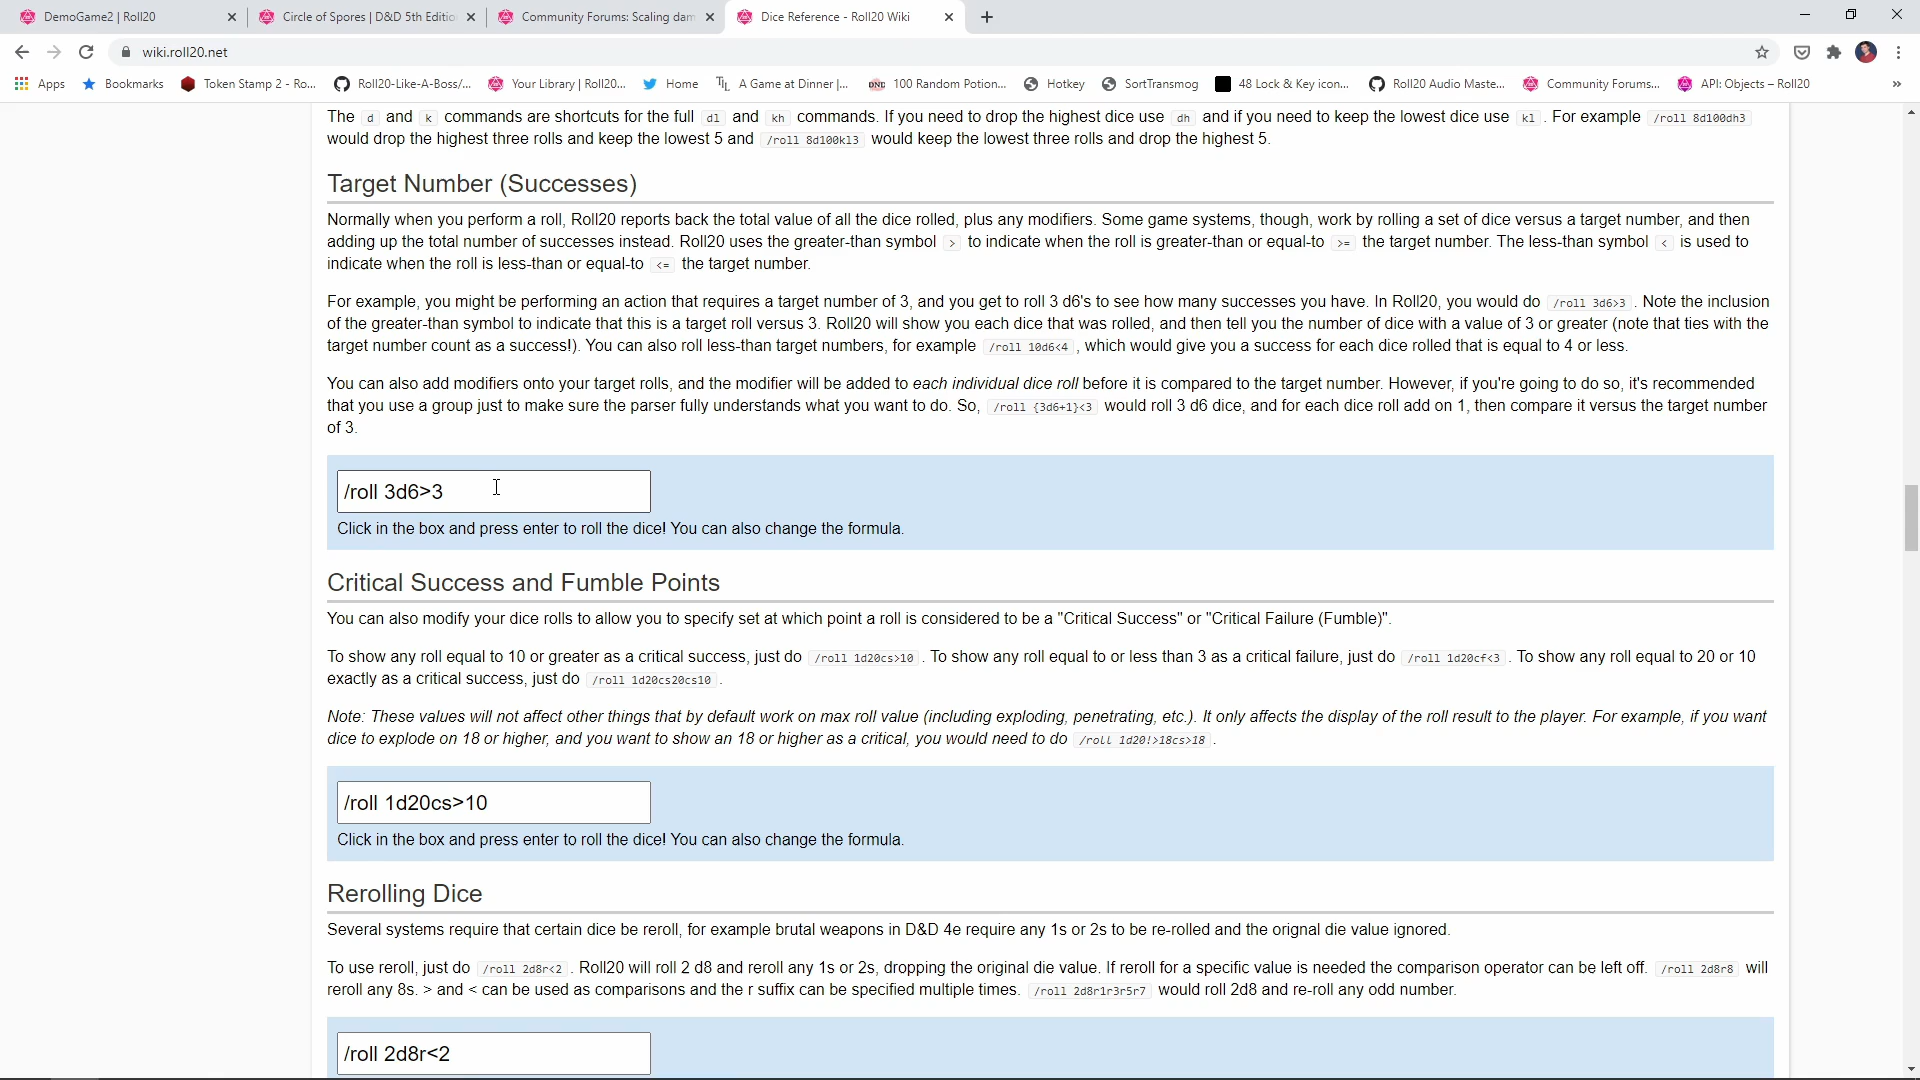 DemoGame2 | Roll20
Circle of Spores | D&D 5th Editio
Community Forums: Scaling dam
Dice Reference - Roll20 Wiki
wiki.roll20.net
Apps
Bookmarks
Token Stamp 2 - Ro...
Roll20-Like-A-Boss/...
Your Library | Roll20...
Home
A Game at Dinner |...
100 Random Potion...
Hotkey
SortTransmog
48 Lock & Key icon...
Roll20 Audio Maste...
Community Forums...
API: Objects – Roll20
»
The d and k commands are shortcuts for the full dl and kh commands. If you need to drop the highest dice use dh and if you need to keep the lowest dice use kl . For example /roll 8d100dh3
would drop the highest three rolls and keep the lowest 5 and /roll 8d100kl3 would keep the lowest three rolls and drop the highest 5.
Target Number (Successes)
Normally when you perform a roll, Roll20 reports back the total value of all the dice rolled, plus any modifiers. Some game systems, though, work by rolling a set of dice versus a target number, and then
adding up the total number of successes instead. Roll20 uses the greater-than symbol > to indicate when the roll is greater-than or equal-to >= the target number. The less-than symbol < is used to
indicate when the roll is less-than or equal-to <= the target number.
For example, you might be performing an action that requires a target number of 3, and you get to roll 3 d6's to see how many successes you have. In Roll20, you would do /roll 3d6>3 . Note the inclusion
of the greater-than symbol to indicate that this is a target roll versus 3. Roll20 will show you each dice that was rolled, and then tell you the number of dice with a value of 3 or greater (note that ties with the
target number count as a success!). You can also roll less-than target numbers, for example /roll 10d6<4 , which would give you a success for each dice rolled that is equal to 4 or less.
You can also add modifiers onto your target rolls, and the modifier will be added to each individual dice roll before it is compared to the target number. However, if you're going to do so, it's recommended
that you use a group just to make sure the parser fully understands what you want to do. So, /roll {3d6+1}<3 would roll 3 d6 dice, and for each dice roll add on 1, then compare it versus the target number
of 3.
/roll 3d6>3
Click in the box and press enter to roll the dice! You can also change the formula.
Critical Success and Fumble Points
You can also modify your dice rolls to allow you to specify set at which point a roll is considered to be a "Critical Success" or "Critical Failure (Fumble)".
To show any roll equal to 10 or greater as a critical success, just do /roll 1d20cs>10 . To show any roll equal to or less than 3 as a critical failure, just do /roll 1d20cf<3 . To show any roll equal to 20 or 10
exactly as a critical success, just do /roll 1d20cs20cs10 .
Note: These values will not affect other things that by default work on max roll value (including exploding, penetrating, etc.). It only affects the display of the roll result to the player. For example, if you want
dice to explode on 18 or higher, and you want to show an 18 or higher as a critical, you would need to do /roll 1d20!>18cs>18 .
/roll 1d20cs>10
Click in the box and press enter to roll the dice! You can also change the formula.
Rerolling Dice
Several systems require that certain dice be reroll, for example brutal weapons in D&D 4e require any 1s or 2s to be re-rolled and the orignal die value ignored.
To use reroll, just do /roll 2d8r<2 . Roll20 will roll 2 d8 and reroll any 1s or 2s, dropping the original die value. If reroll for a specific value is needed the comparison operator can be left off. /roll 2d8r8 will
reroll any 8s. > and < can be used as comparisons and the r suffix can be specified multiple times. /roll 2d8r1r3r5r7 would roll 2d8 and re-roll any odd number.
/roll 2d8r<2